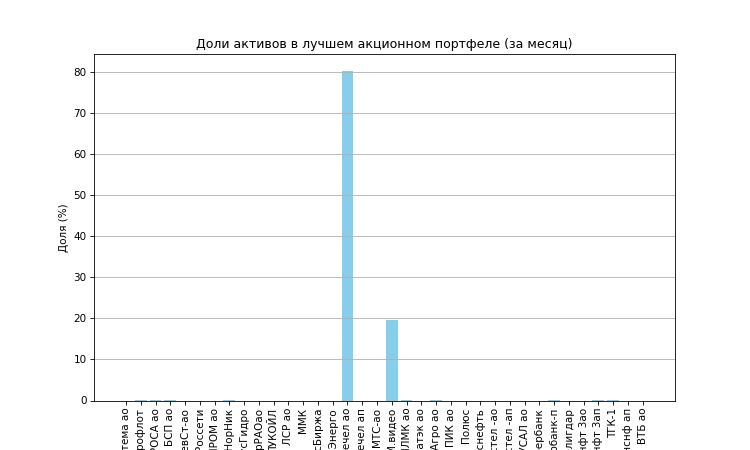 Доли активов в лучшем акционном портфеле (за месяц)
80
70
60
50
40
30
20
10
0
Доля (%)
тема ао
рофлот
РОСА ао
БСП ао
евСт-ао
Россети
ПРОМ ао
НорНик
сГидро
рРАОао
ЛУКОЙЛ
ЛСР ао
ММК
сБиржа
Энерго
ечел ао
ечел ап
МТС-ао
М.видео
НЛМК ао
атэк ао
Агро ао
ПИК ао
Полюс
снефть
стел -ао
стел -ап
УСАЛ ао
ербанк
рбанк-п
лигдар
нфт 3ао
нфт 3ап
ТГК-1
нснф ап
ВТБ ао